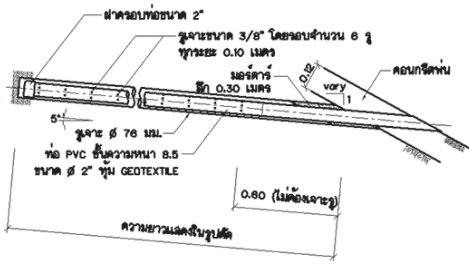 ฝาครอบท่อขนาด 2"
รูเจาะขนาด 3/8" โดยรอบจำนวน 6 รู
ทุกระยะ 0.10 เมตร
มอร์ตาร์
ลึก 0.30 เมตร
0.12
vary
1
คอนกรีตพ่น
5°
รูเจาะ Ø 76 มม.
ท่อ PVC ชั้นความหนา 8.5
ขนาด Ø 2" หุ้ม GEOTEXTILE
0.60 (ไม่ต้องเจาะรู)
ความยาวแสดงในรูปตัด